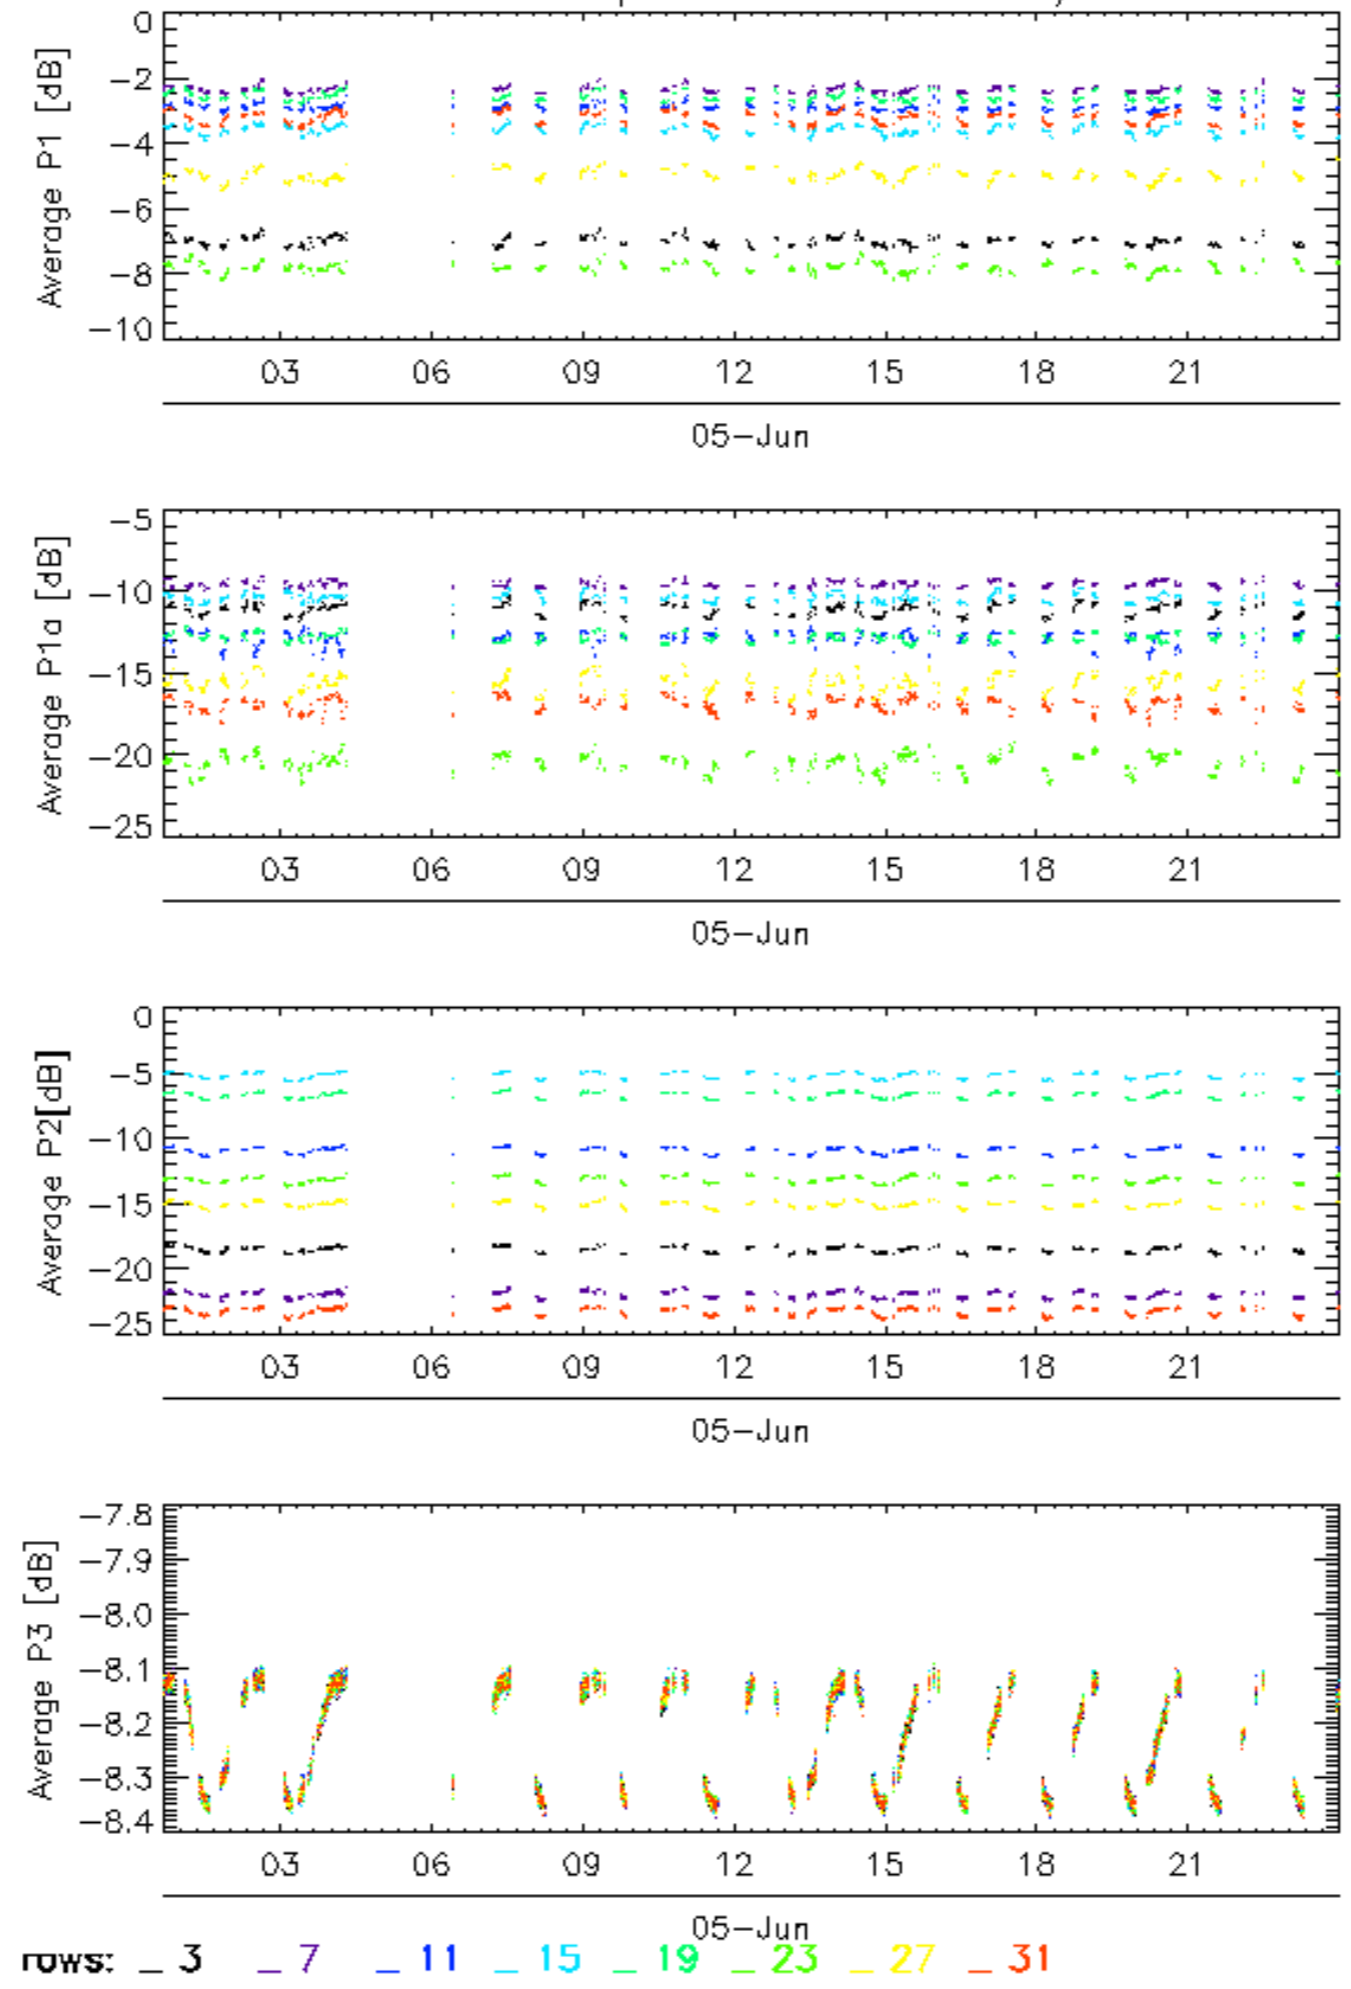 0
−2
−4
−6
−8
−10
Average P1 [dB]
03 06 09 12 15 18 21
05−Jun
−5
−10
−15
−20
−25
Average P1a [dB]
03 06 09 12 15 18 21
05−Jun
0
−5
−10
−15
−20
−25
Average P2[dB]
03 06 09 12 15 18 21
05−Jun
−7.8
−7.9
−8.0
−8.1
−8.2
−8.3
−8.4
Average P3 [dB]
03 06 09 12 15 18 21
05−Jun
rows: _ 3 _ 7 _ 11 _ 15 _ 19 _ 23 _ 27 _ 31